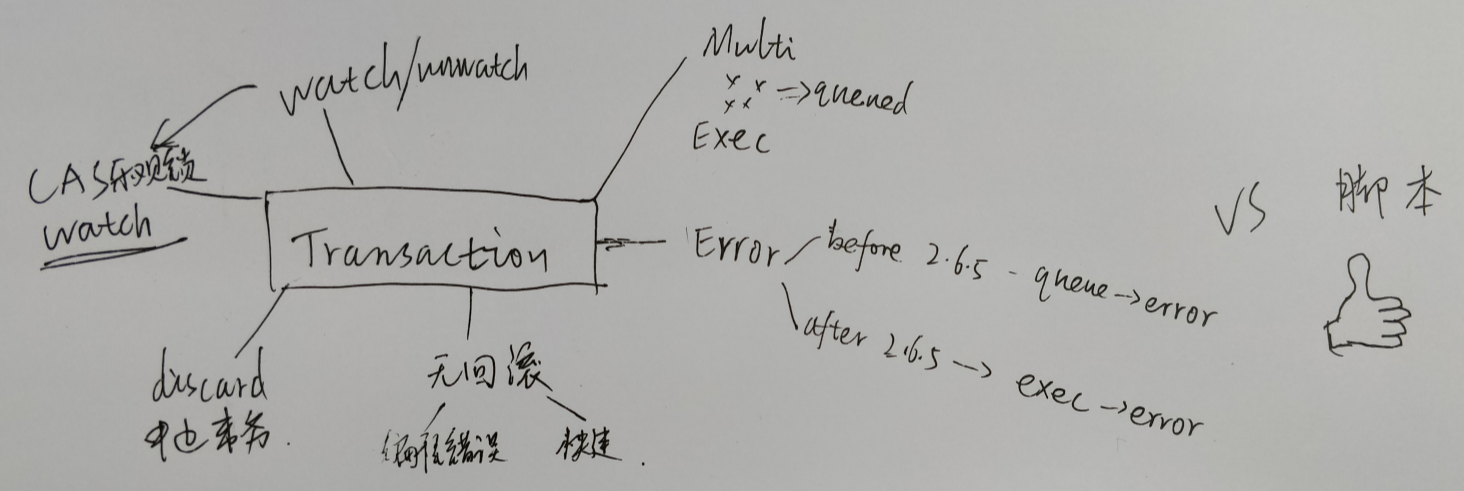 watch/unwatch
CAS乐观锁
watch
Multi
x x
x x => queued
Exec
Transaction
Error
before 2.6.5 - queue -> error
after 2.6.5 -> exec -> error
VS 脚本
discard
中止事务.
无回滚
编程错误
快速.